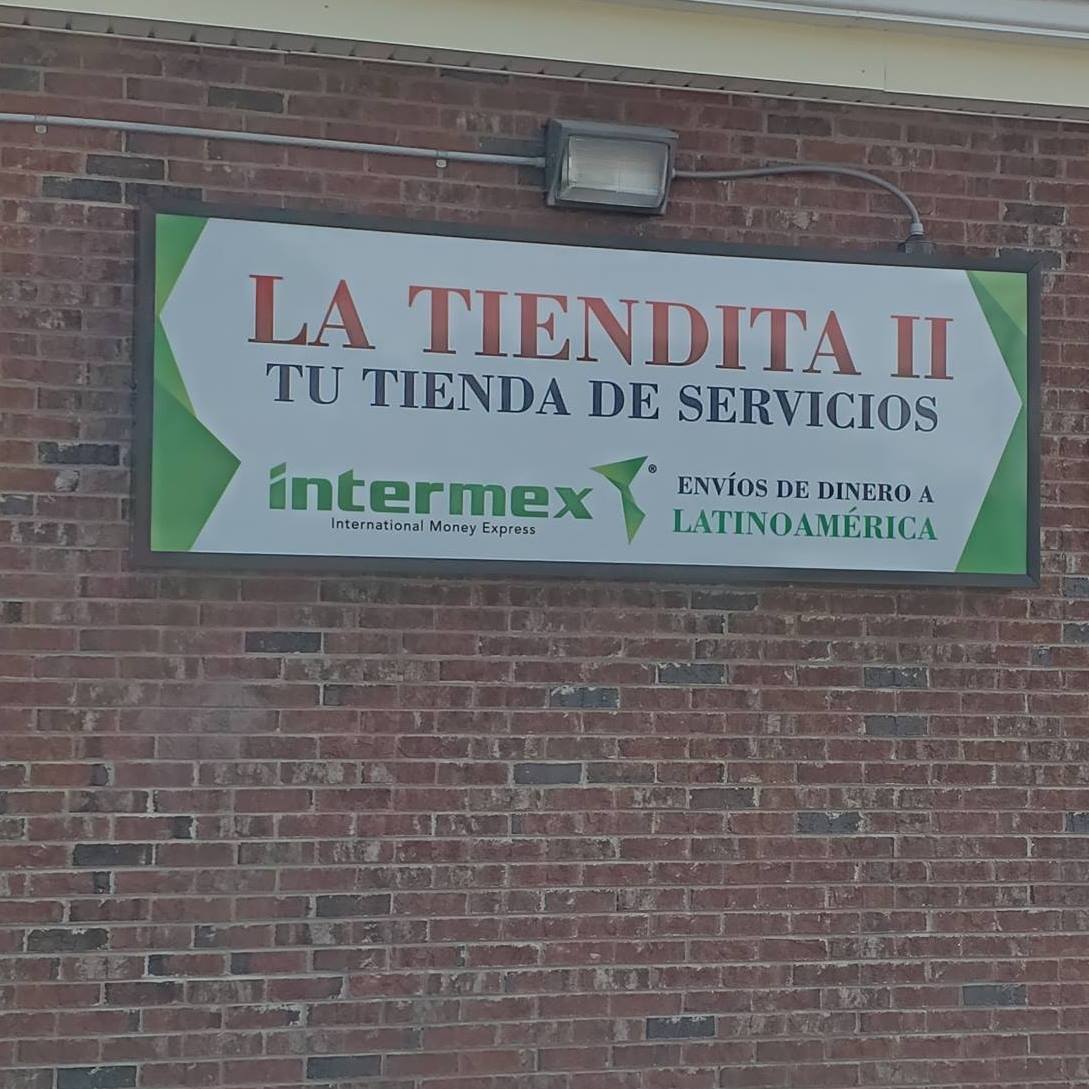 LA TIENDITA II
TU TIENDA DE SERVICIOS
intermex®
International Money Express
ENVÍOS DE DINERO A
LATINOAMÉRICA